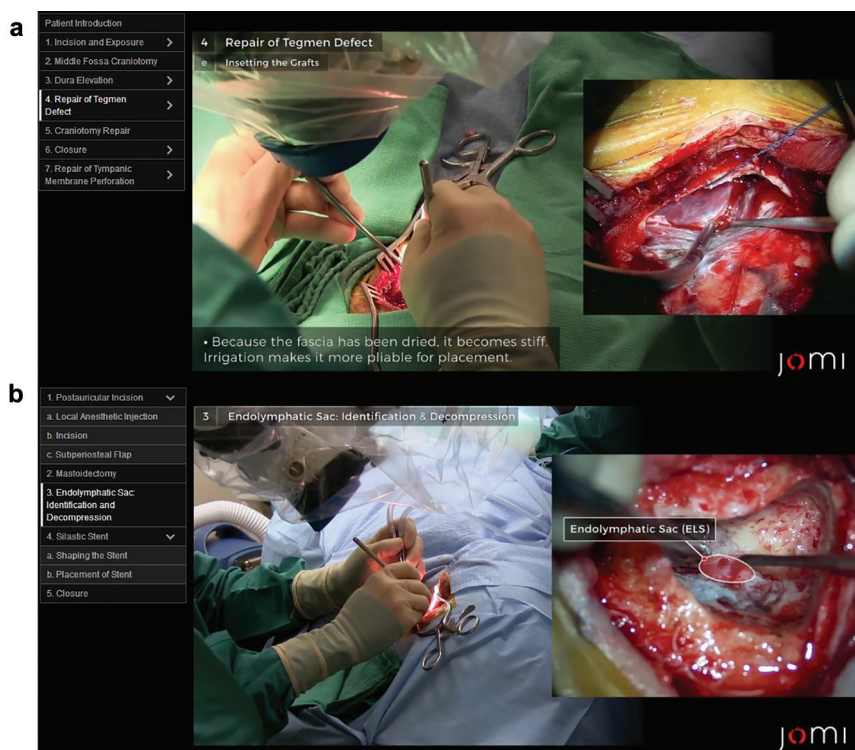 a
Patient Introduction
1. Incision and Exposure
2. Middle Fossa Craniotomy
3. Dura Elevation
4. Repair of Tegmen
Defect
5. Craniotomy Repair
6. Closure
7. Repair of Tympanic
Membrane Perforation
4 Repair of Tegmen Defect
e Insetting the Grafts
• Because the fascia has been dried, it becomes stiff.
Irrigation makes it more pliable for placement.
jomi
b
1. Postauricular Incision
a. Local Anesthetic Injection
b. Incision
c. Subperiosteal Flap
2. Mastoidectomy
3. Endolymphatic Sac:
Identification and
Decompression
4. Silastic Stent
a. Shaping the Stent
b. Placement of Stent
5. Closure
3 Endolymphatic Sac: Identification & Decompression
Endolymphatic Sac (ELS)
jomi